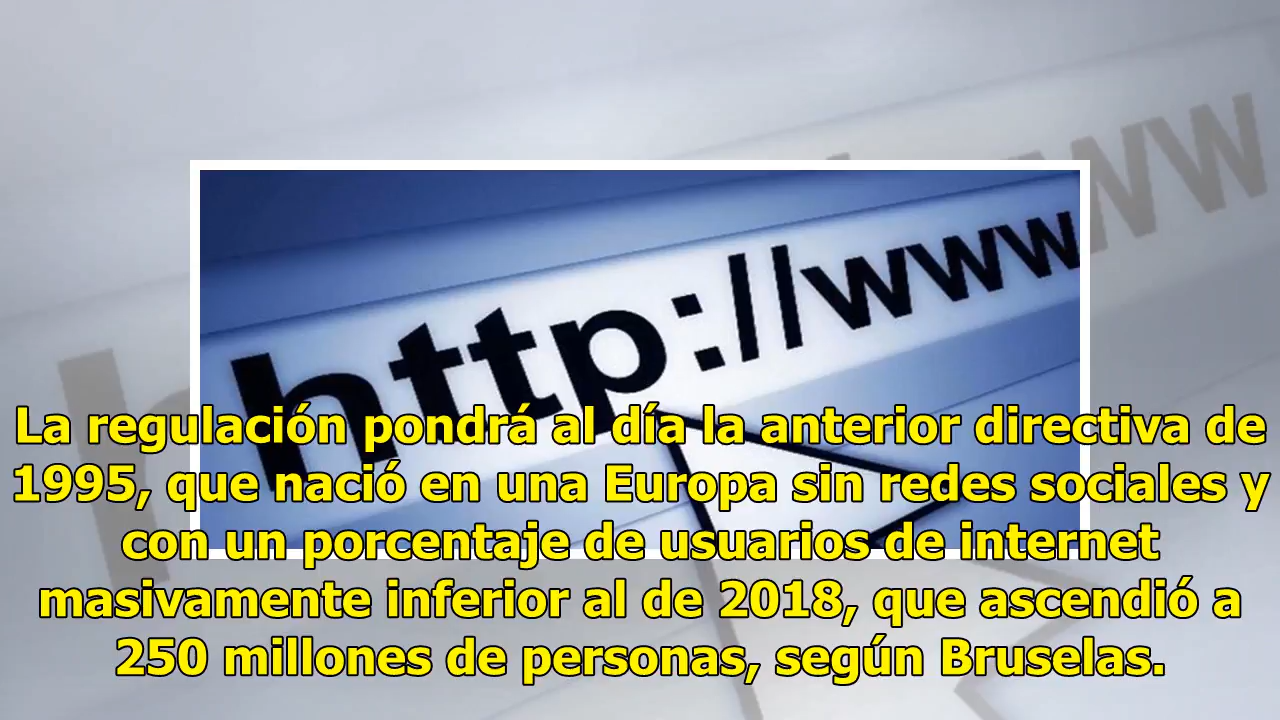 http://www
La regulación pondrá al día la anterior directiva de
1995, que nació en una Europa sin redes sociales y
con un porcentaje de usuarios de internet
masivamente inferior al de 2018, que ascendió a
250 millones de personas, según Bruselas.